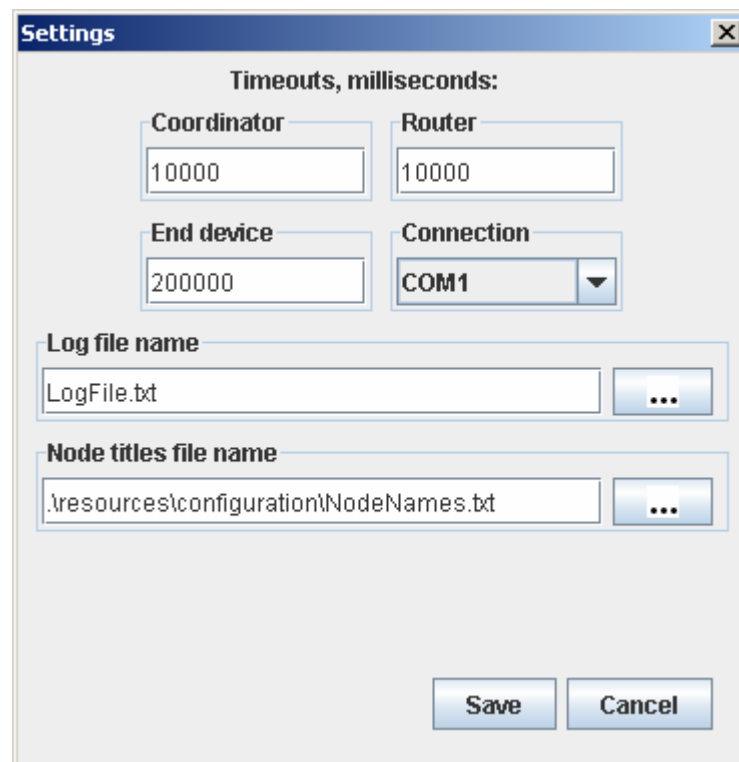 Settings
Timeouts, milliseconds:
Coordinator Router
10000 10000
End device Connection
200000 COM1
Log file name
LogFile.txt ...
Node titles file name
.\resources\configuration\NodeNames.txt ...
Save Cancel